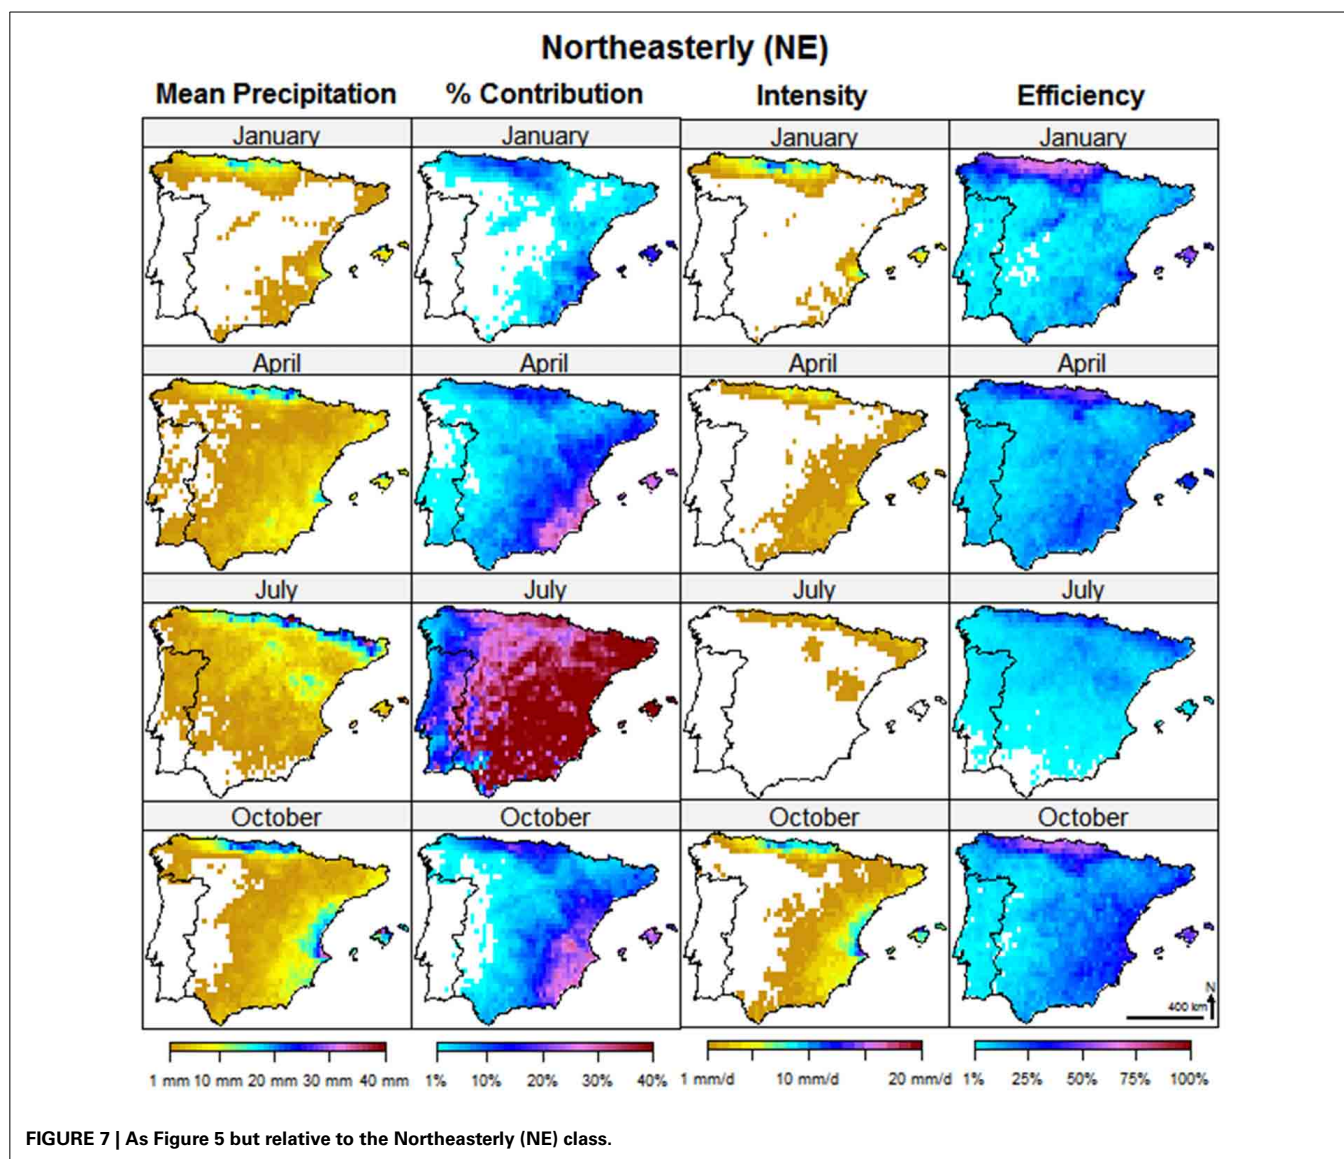 Northeasterly (NE)
Mean Precipitation % Contribution Intensity Efficiency
January January January January
April April April April
July July July July
October October October October
N
400 km
1 mm 10 mm 20 mm 30 mm 40 mm 1% 10% 20% 30% 40% 1 mm/d 10 mm/d 20 mm/d 1% 25% 50% 75% 100%
FIGURE 7 | As Figure 5 but relative to the Northeasterly (NE) class.